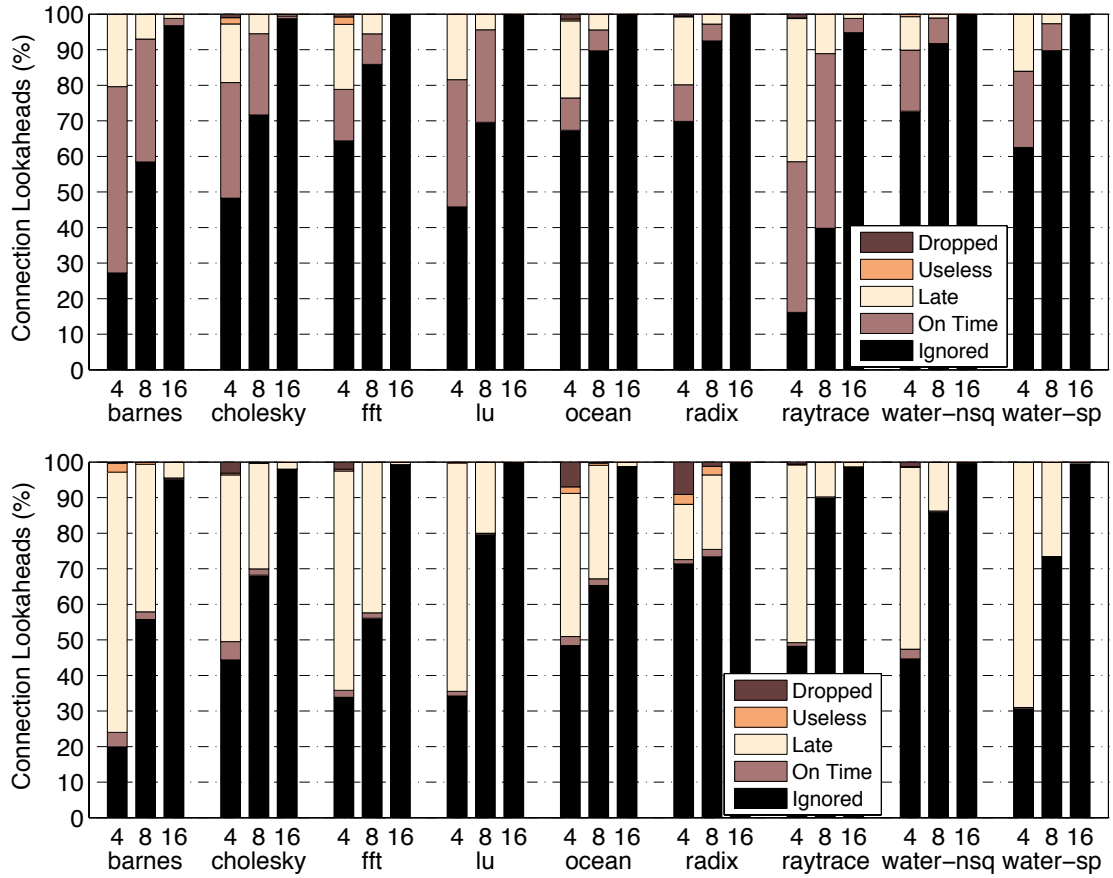 Connection Lookaheads (%)
100
90
80
70
60
50
40
30
20
10
0
Dropped
Useless
Late
On Time
Ignored
4 8 16 4 8 16 4 8 16 4 8 16 4 8 16 4 8 16 4 8 16 4 8 16 4 8 16
barnes cholesky fft lu ocean radix raytrace water-nsq water-sp
Connection Lookaheads (%)
100
90
80
70
60
50
40
30
20
10
0
Dropped
Useless
Late
On Time
Ignored
4 8 16 4 8 16 4 8 16 4 8 16 4 8 16 4 8 16 4 8 16 4 8 16 4 8 16
barnes cholesky fft lu ocean radix raytrace water-nsq water-sp